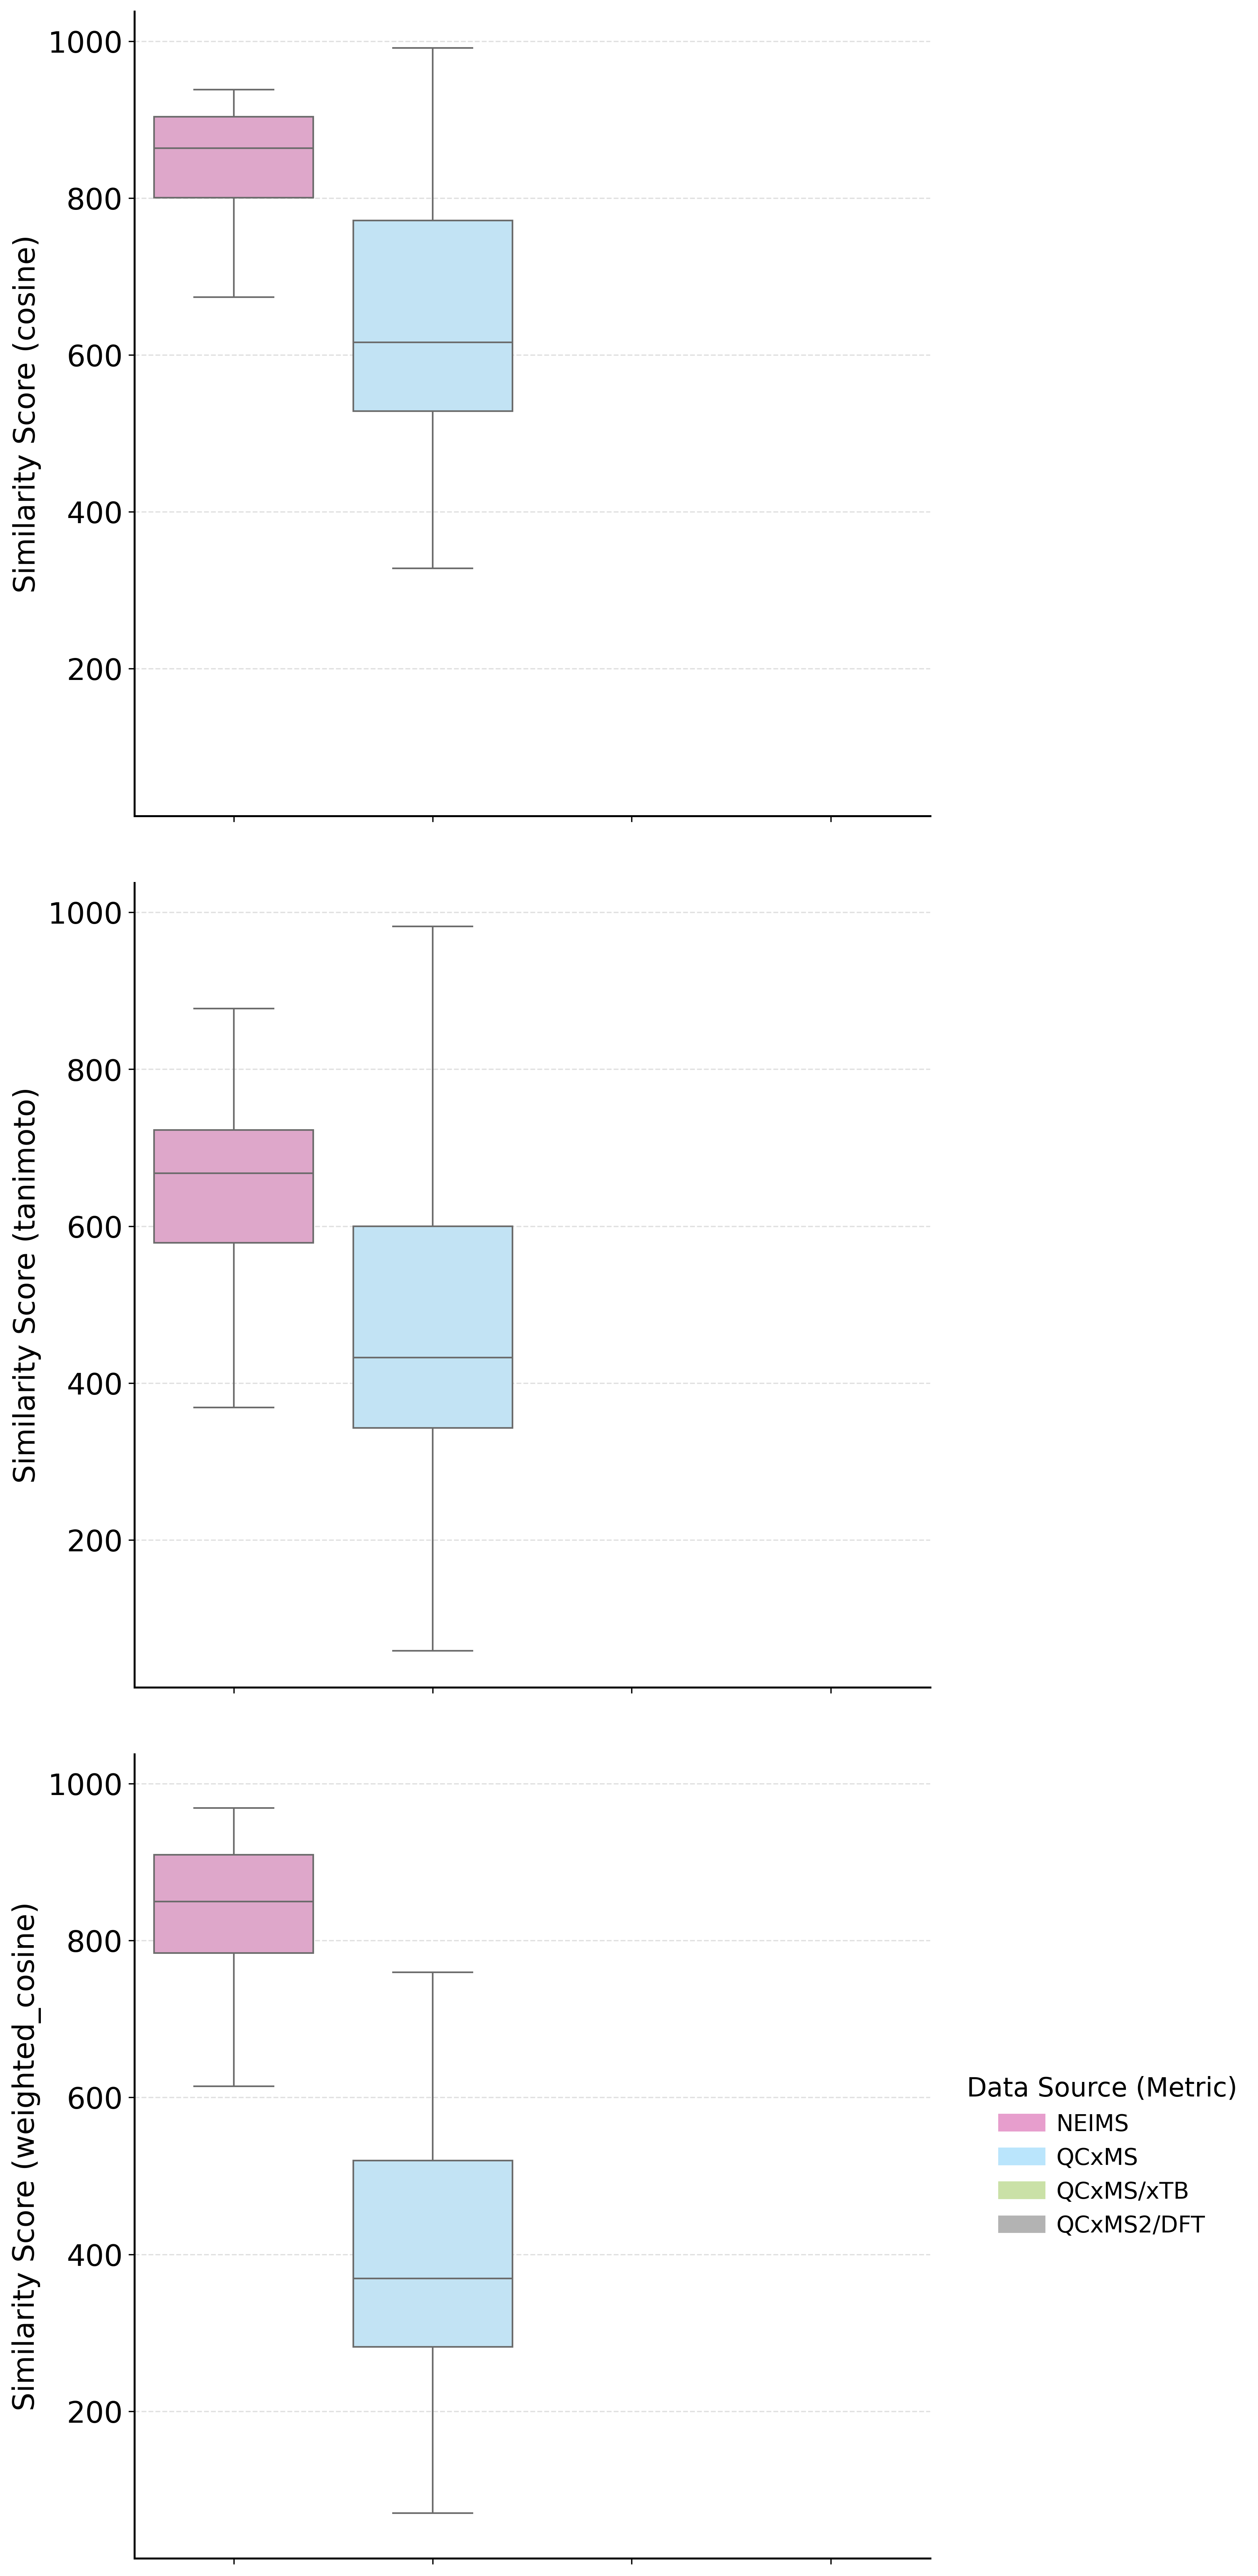 Similarity Score (cosine)
1000
800
600
400
200
Similarity Score (tanimoto)
1000
800
600
400
200
Similarity Score (weighted_cosine)
1000
800
600
400
200
Data Source (Metric)
NEIMS
QCxMS
QCxMS/xTB
QCxMS2/DFT